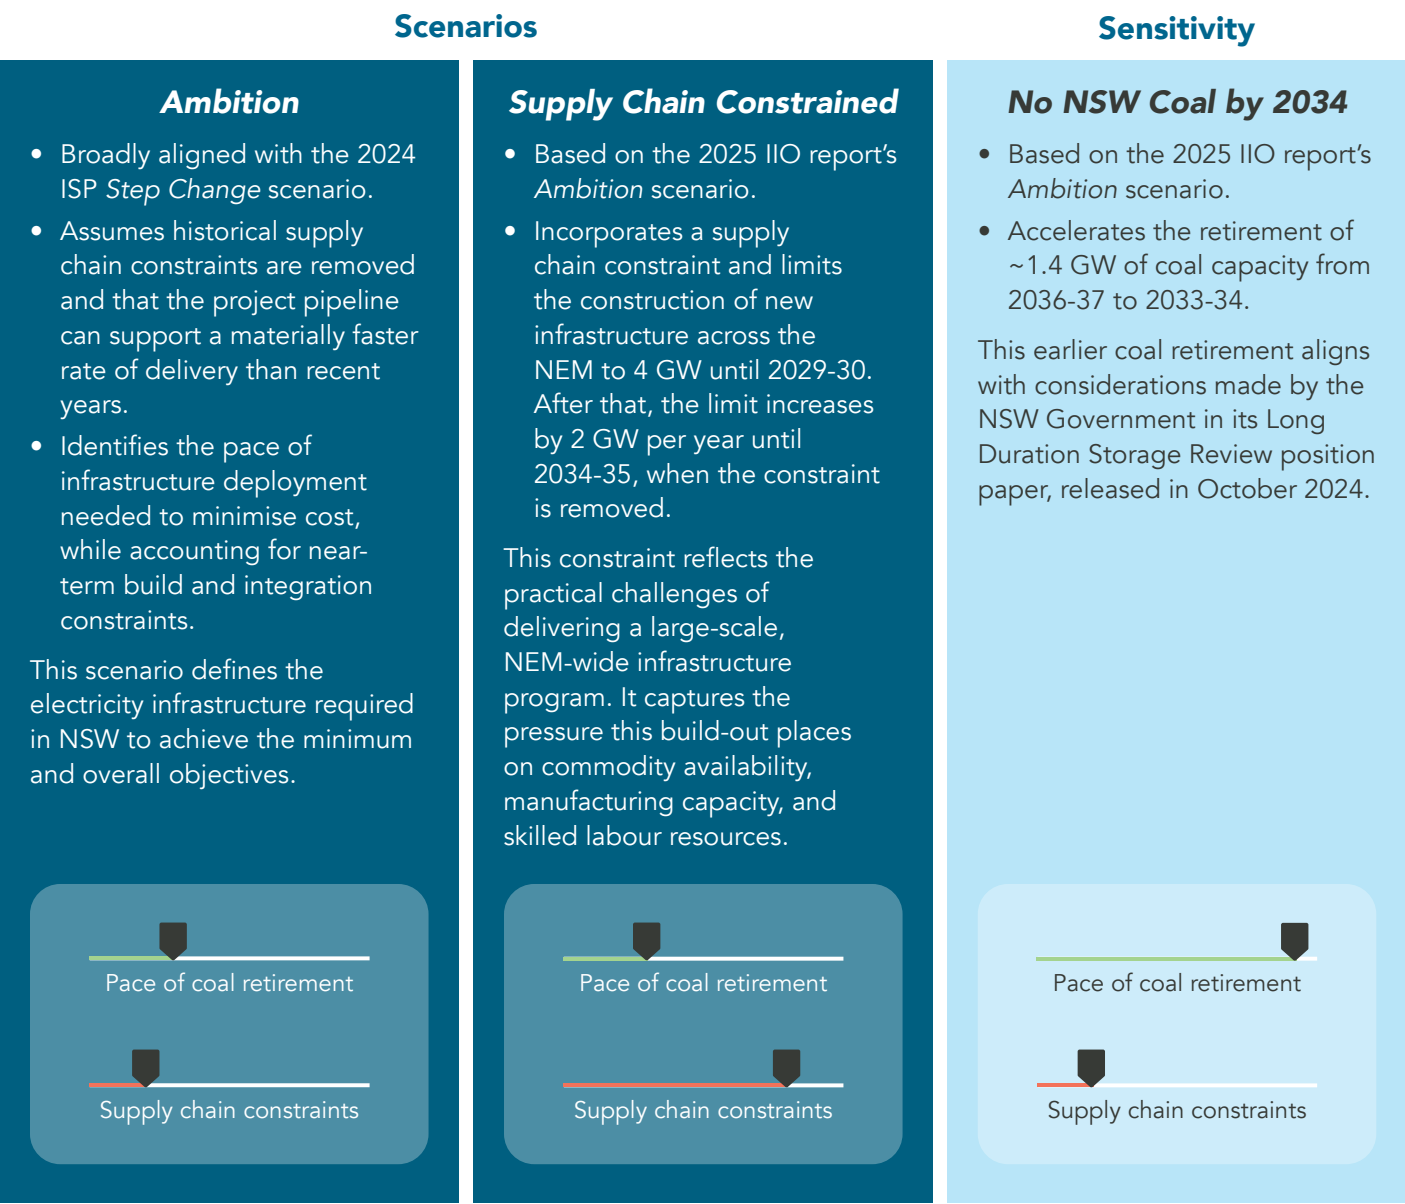 Scenarios
Sensitivity
Ambition
• Broadly aligned with the 2024
ISP Step Change scenario.
• Assumes historical supply
chain constraints are removed
and that the project pipeline
can support a materially faster
rate of delivery than recent
years.
• Identifies the pace of
infrastructure deployment
needed to minimise cost,
while accounting for near-
term build and integration
constraints.
This scenario defines the
electricity infrastructure required
in NSW to achieve the minimum
and overall objectives.
Pace of coal retirement
Supply chain constraints
Supply Chain Constrained
• Based on the 2025 IIO report’s
Ambition scenario.
• Incorporates a supply
chain constraint and limits
the construction of new
infrastructure across the
NEM to 4 GW until 2029-30.
After that, the limit increases
by 2 GW per year until
2034-35, when the constraint
is removed.
This constraint reflects the
practical challenges of
delivering a large-scale,
NEM-wide infrastructure
program. It captures the
pressure this build-out places
on commodity availability,
manufacturing capacity, and
skilled labour resources.
Pace of coal retirement
Supply chain constraints
No NSW Coal by 2034
• Based on the 2025 IIO report’s
Ambition scenario.
• Accelerates the retirement of
~1.4 GW of coal capacity from
2036-37 to 2033-34.
This earlier coal retirement aligns
with considerations made by the
NSW Government in its Long
Duration Storage Review position
paper, released in October 2024.
Pace of coal retirement
Supply chain constraints